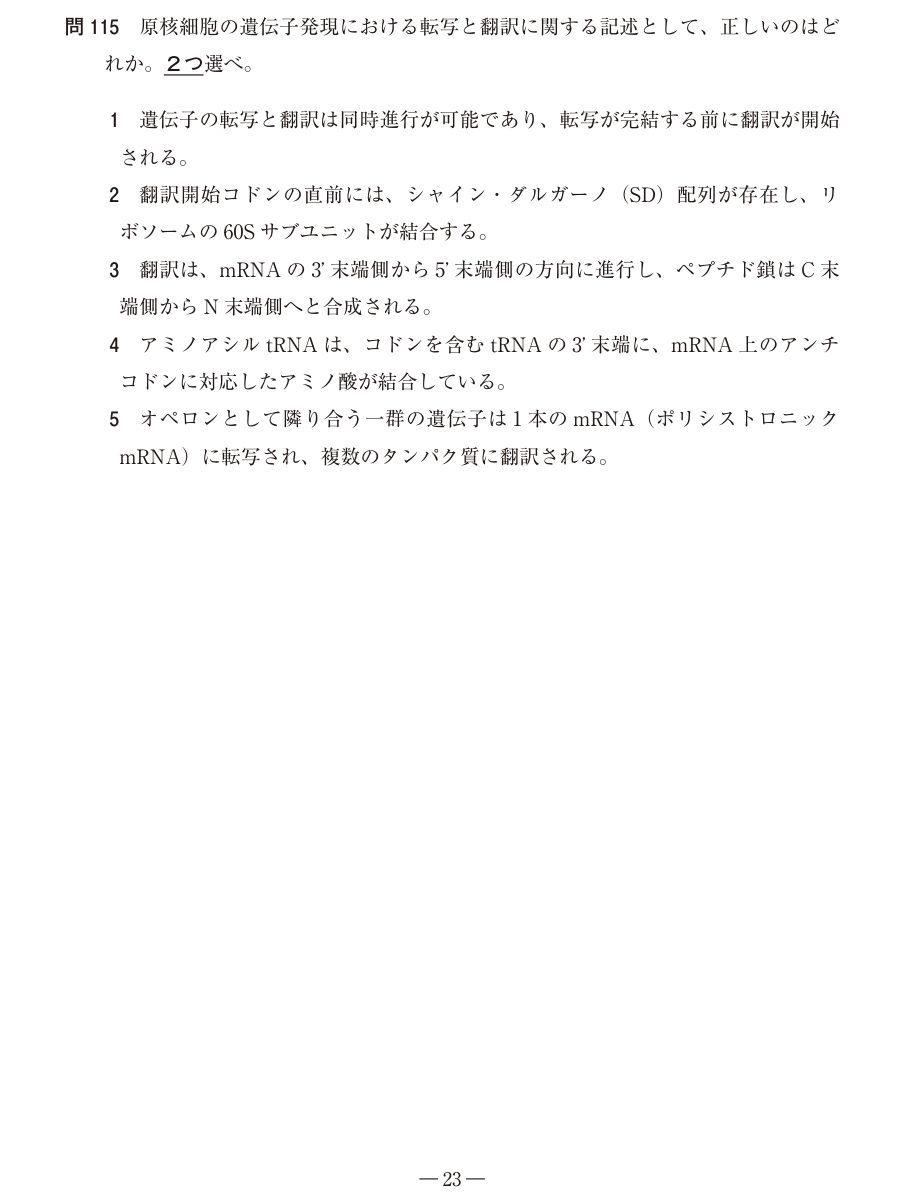 問 115 原核細胞の遺伝子発現における転写と翻訳に関する記述として、正しいのはど
れか。２つ選べ。
1 遺伝子の転写と翻訳は同時進行が可能であり、転写が完結する前に翻訳が開始
される。
2 翻訳開始コドンの直前には、シャイン・ダルガーノ（SD）配列が存在し、リ
ボソームの 60S サブユニットが結合する。
3 翻訳は、mRNA の 3’ 末端側から 5’ 末端側の方向に進行し、ペプチド鎖は C 末
端側から N 末端側へと合成される。
4 アミノアシル tRNA は、コドンを含む tRNA の 3’ 末端に、mRNA 上のアンチ
コドンに対応したアミノ酸が結合している。
5 オペロンとして隣り合う一群の遺伝子は 1 本の mRNA（ポリシストロニック
mRNA）に転写され、複数のタンパク質に翻訳される。
— 23 —